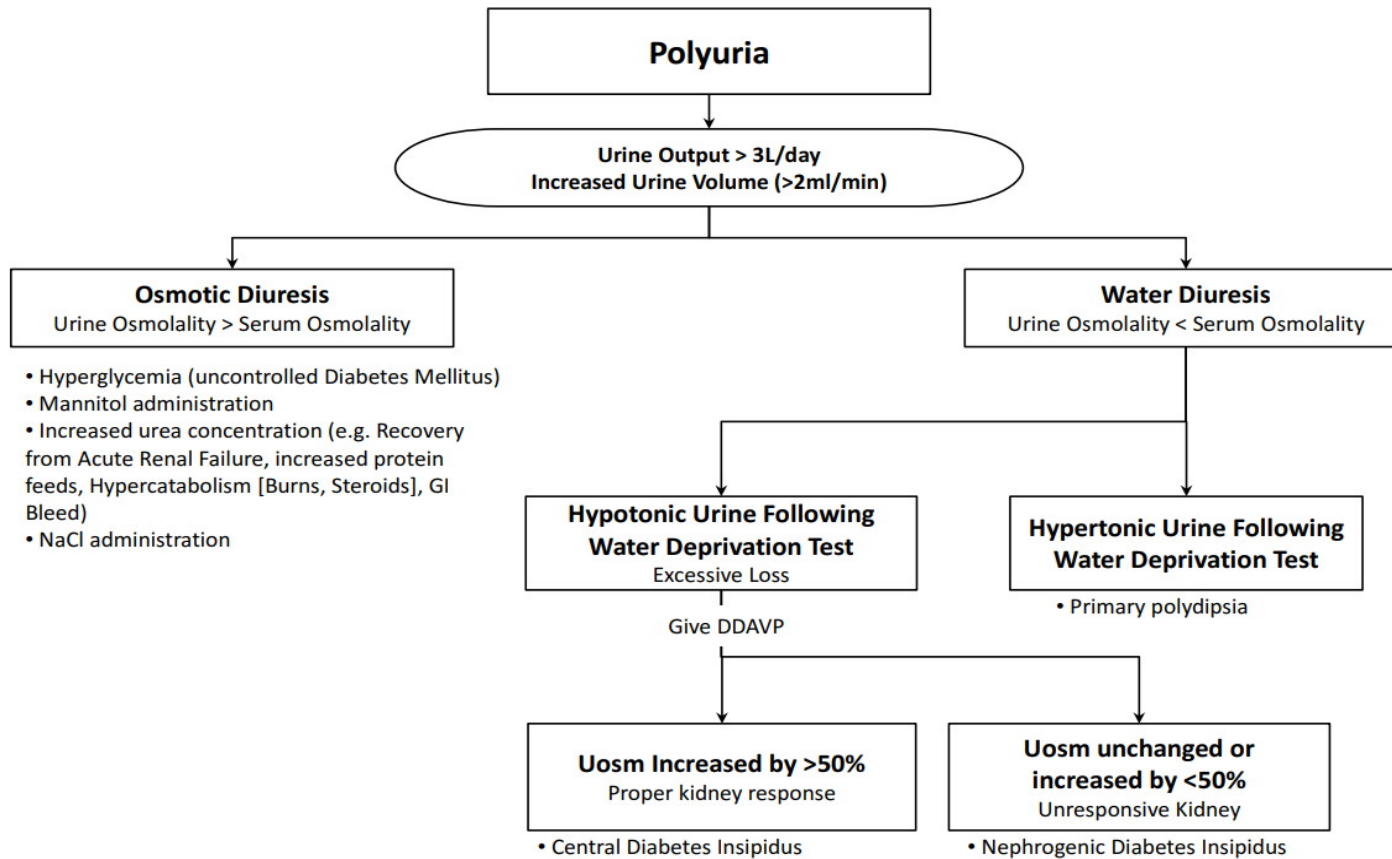 Polyuria
Urine Output > 3L/day
Increased Urine Volume (>2ml/min)
Osmotic Diuresis
Urine Osmolality > Serum Osmolality
• Hyperglycemia (uncontrolled Diabetes Mellitus)
• Mannitol administration
• Increased urea concentration (e.g. Recovery
from Acute Renal Failure, increased protein
feeds, Hypercatabolism [Burns, Steroids], GI
Bleed)
• NaCl administration
Water Diuresis
Urine Osmolality < Serum Osmolality
Hypotonic Urine Following
Water Deprivation Test
Excessive Loss
Give DDAVP
Hypertonic Urine Following
Water Deprivation Test
• Primary polydipsia
Uosm Increased by >50%
Proper kidney response
• Central Diabetes Insipidus
Uosm unchanged or
increased by <50%
Unresponsive Kidney
• Nephrogenic Diabetes Insipidus